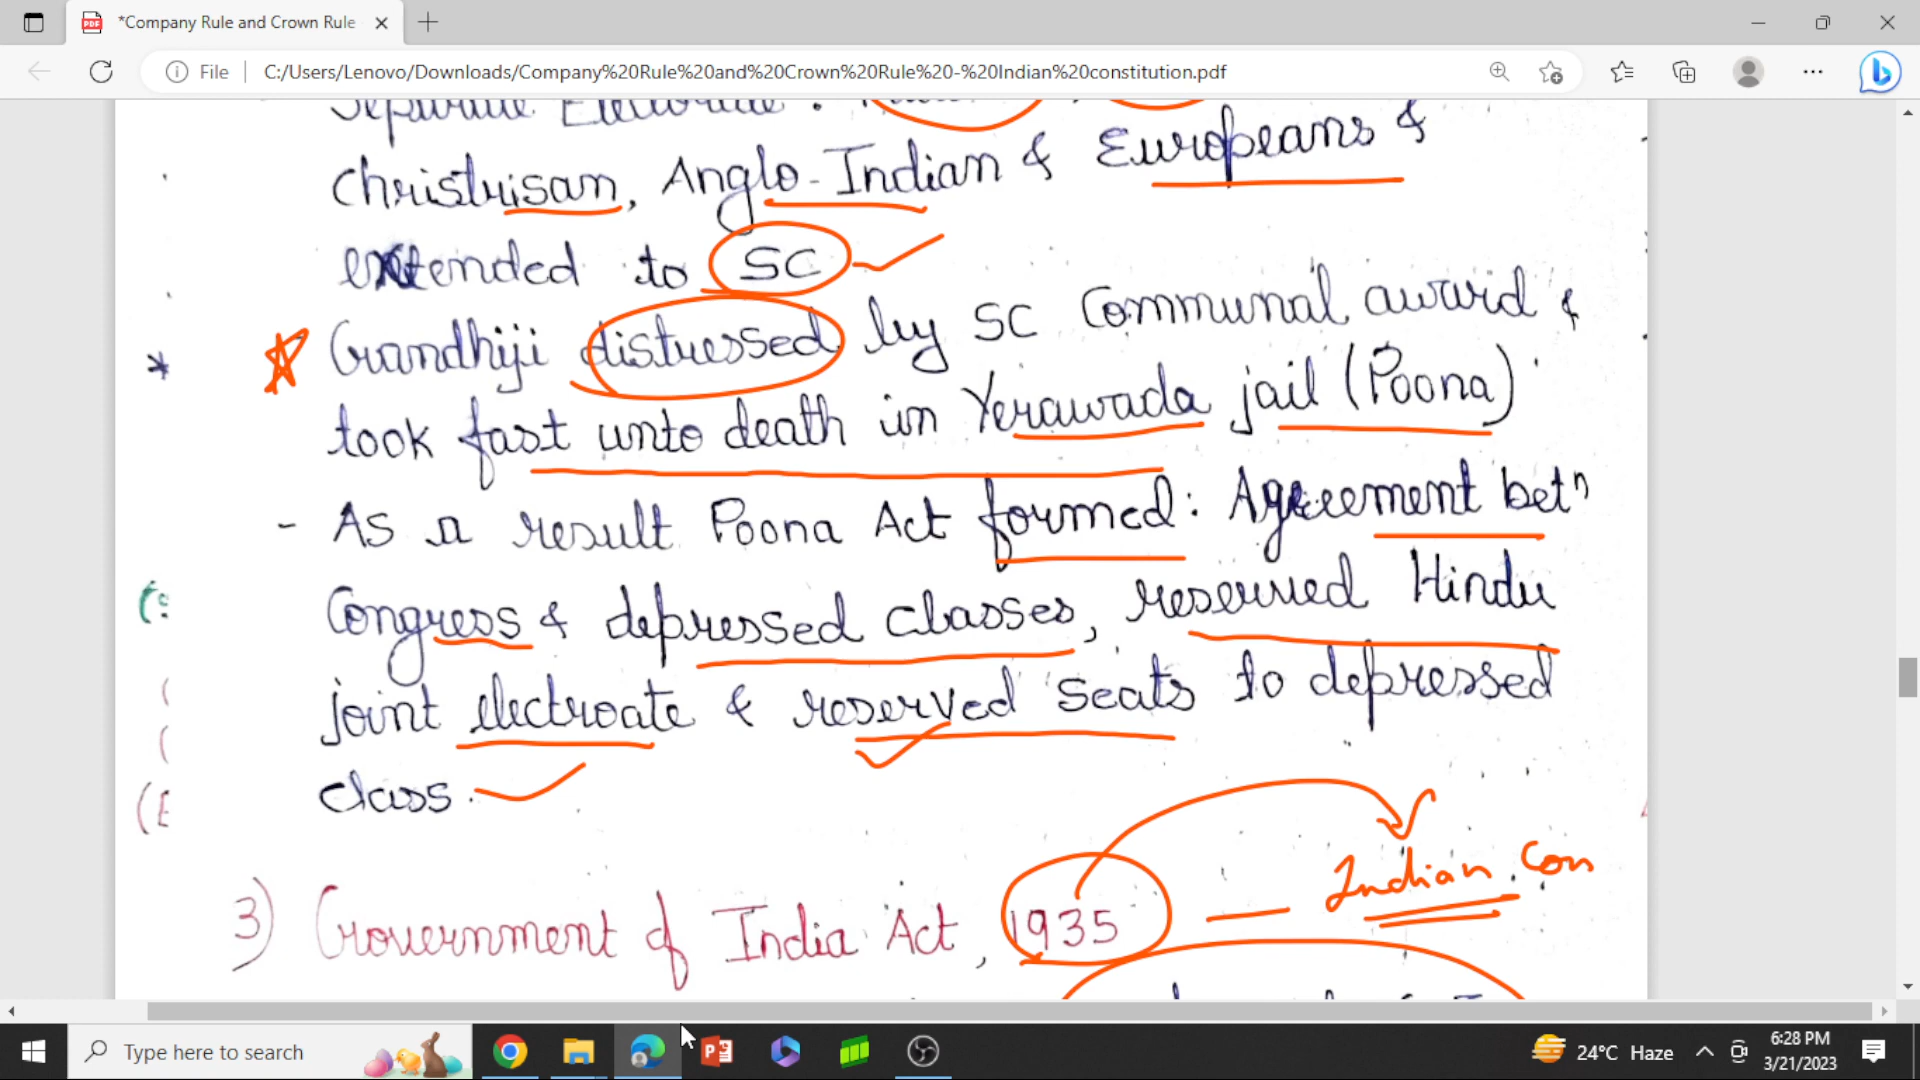 *Company Rule and Crown Rule
File
C:/Users/Lenovo/Downloads/Company%20Rule%20and%20Crown%20Rule%20-%20Indian%20constitution.pdf
Separate Electorate :
Christrisam, Anglo-Indian & Europeans &
extended to SC
* Gandhiji distressed by SC Communal award &
took fast unto death in Yerawada jail (Poona)
- As a result Poona Act formed: Agreement betn
Congress & depressed classes, reserved Hindu
joint electroate & reserved seats to depressed
class.
3) Government of India Act, 1935 — Indian Con
Type here to search
24°C Haze
6:28 PM
3/21/2023